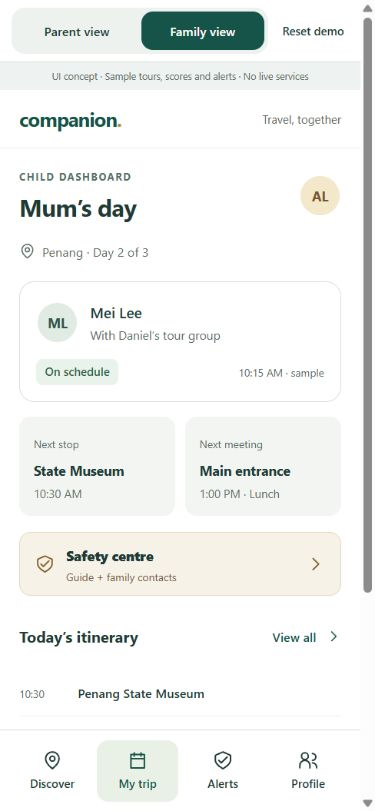 Parent view
Family view
Reset demo
UI concept · Sample tours, scores and alerts · No live services
companion.
Travel, together
CHILD DASHBOARD
AL
Mum's day
Penang · Day 2 of 3
ML
Mei Lee
With Daniel's tour group
On schedule
10:15 AM · sample
Next stop
State Museum
10:30 AM
Next meeting
Main entrance
1:00 PM · Lunch
Safety centre
Guide + family contacts
Today's itinerary
View all
10:30
Penang State Museum
Discover
My trip
Alerts
Profile